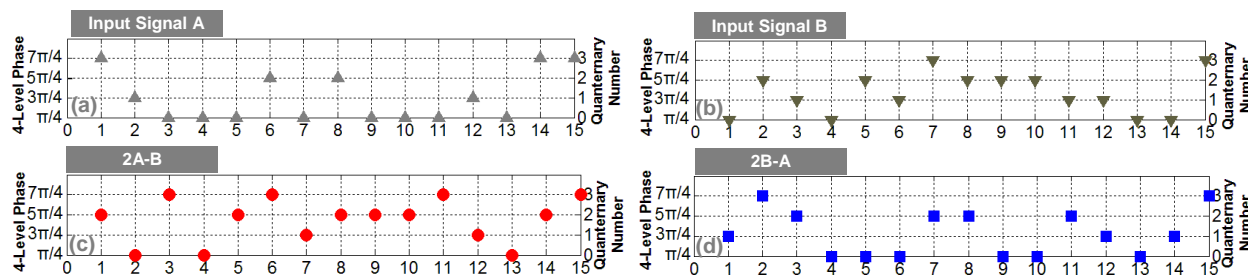 Input Signal A
4-Level Phase
7π/4
5π/4
3π/4
π/4
(a)
3
2
1
0
Quanternary
Number
0 1 2 3 4 5 6 7 8 9 10 11 12 13 14 15
Input Signal B
4-Level Phase
7π/4
5π/4
3π/4
π/4
(b)
3
2
1
0
Quanternary
Number
0 1 2 3 4 5 6 7 8 9 10 11 12 13 14 15
2A-B
4-Level Phase
7π/4
5π/4
3π/4
π/4
(c)
3
2
1
0
Quanternary
Number
0 1 2 3 4 5 6 7 8 9 10 11 12 13 14 15
2B-A
4-Level Phase
7π/4
5π/4
3π/4
π/4
(d)
3
2
1
0
Quanternary
Number
0 1 2 3 4 5 6 7 8 9 10 11 12 13 14 15